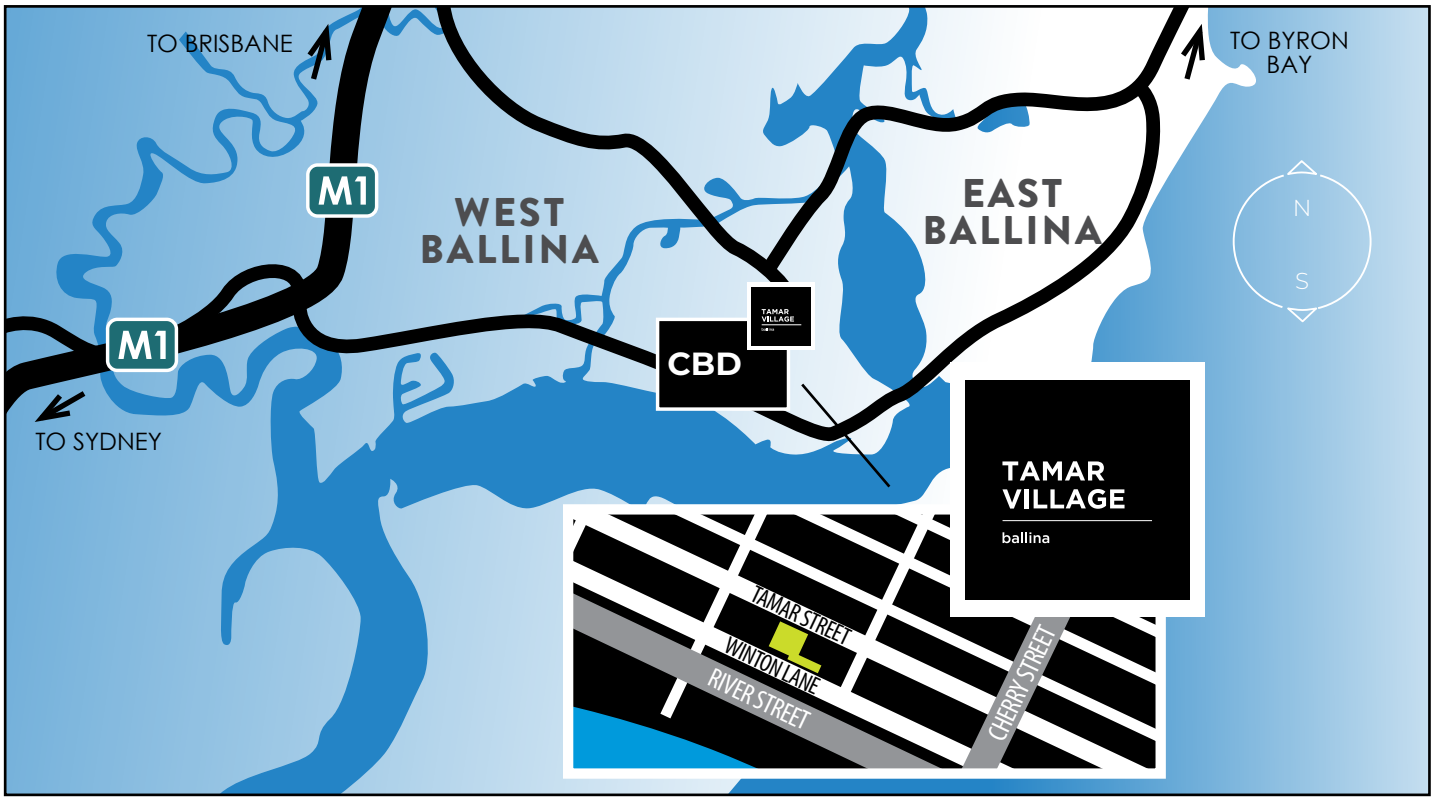 TO BRISBANE
TO BYRON
BAY
M1
WEST
BALLINA
EAST
BALLINA
N
S
TAMAR
VILLAGE
ballina
M1
CBD
TO SYDNEY
TAMAR
VILLAGE
ballina
TAMAR STREET
WINTON LANE
RIVER STREET
CHERRY STREET